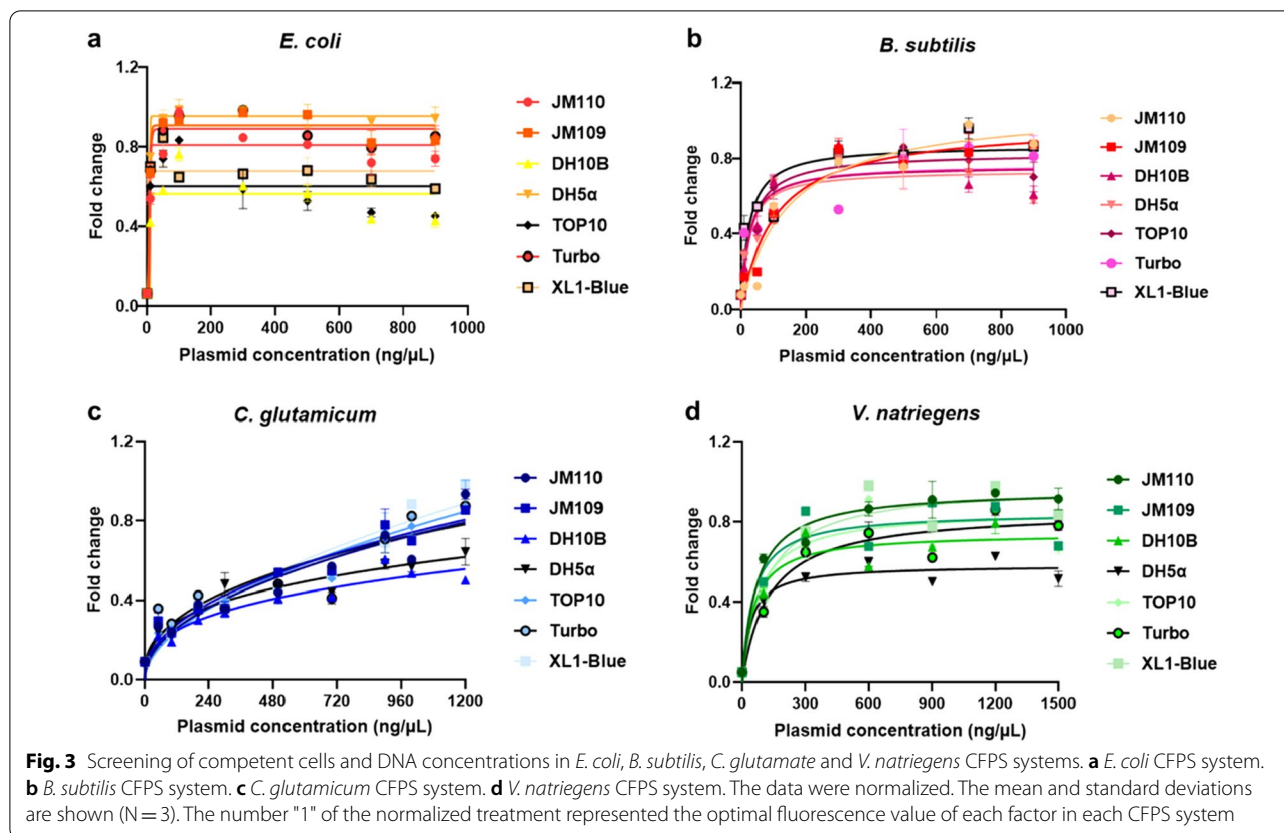 a
E. coli
Fold change
1.2
0.8
0.4
0.0
0 200 400 600 800 1000
Plasmid concentration (ng/µL)
JM110
JM109
DH10B
DH5α
TOP10
Turbo
XL1-Blue
b
B. subtilis
Fold change
1.2
0.8
0.4
0.0
0 200 400 600 800 1000
Plasmid concentration (ng/µL)
JM110
JM109
DH10B
DH5α
TOP10
Turbo
XL1-Blue
c
C. glutamicum
Fold change
1.2
0.8
0.4
0.0
0 240 480 720 960 1200
Plasmid concentration (ng/µL)
JM110
JM109
DH10B
DH5α
TOP10
Turbo
XL1-Blue
d
V. natriegens
Fold change
1.2
0.8
0.4
0.0
0 300 600 900 1200 1500
Plasmid concentration (ng/µL)
JM110
JM109
DH10B
DH5α
TOP10
Turbo
XL1-Blue
Fig. 3 Screening of competent cells and DNA concentrations in E. coli, B. subtilis, C. glutamate and V. natriegens CFPS systems. a E. coli CFPS system.
b B. subtilis CFPS system. c C. glutamicum CFPS system. d V. natriegens CFPS system. The data were normalized. The mean and standard deviations
are shown (N = 3). The number "1" of the normalized treatment represented the optimal fluorescence value of each factor in each CFPS system